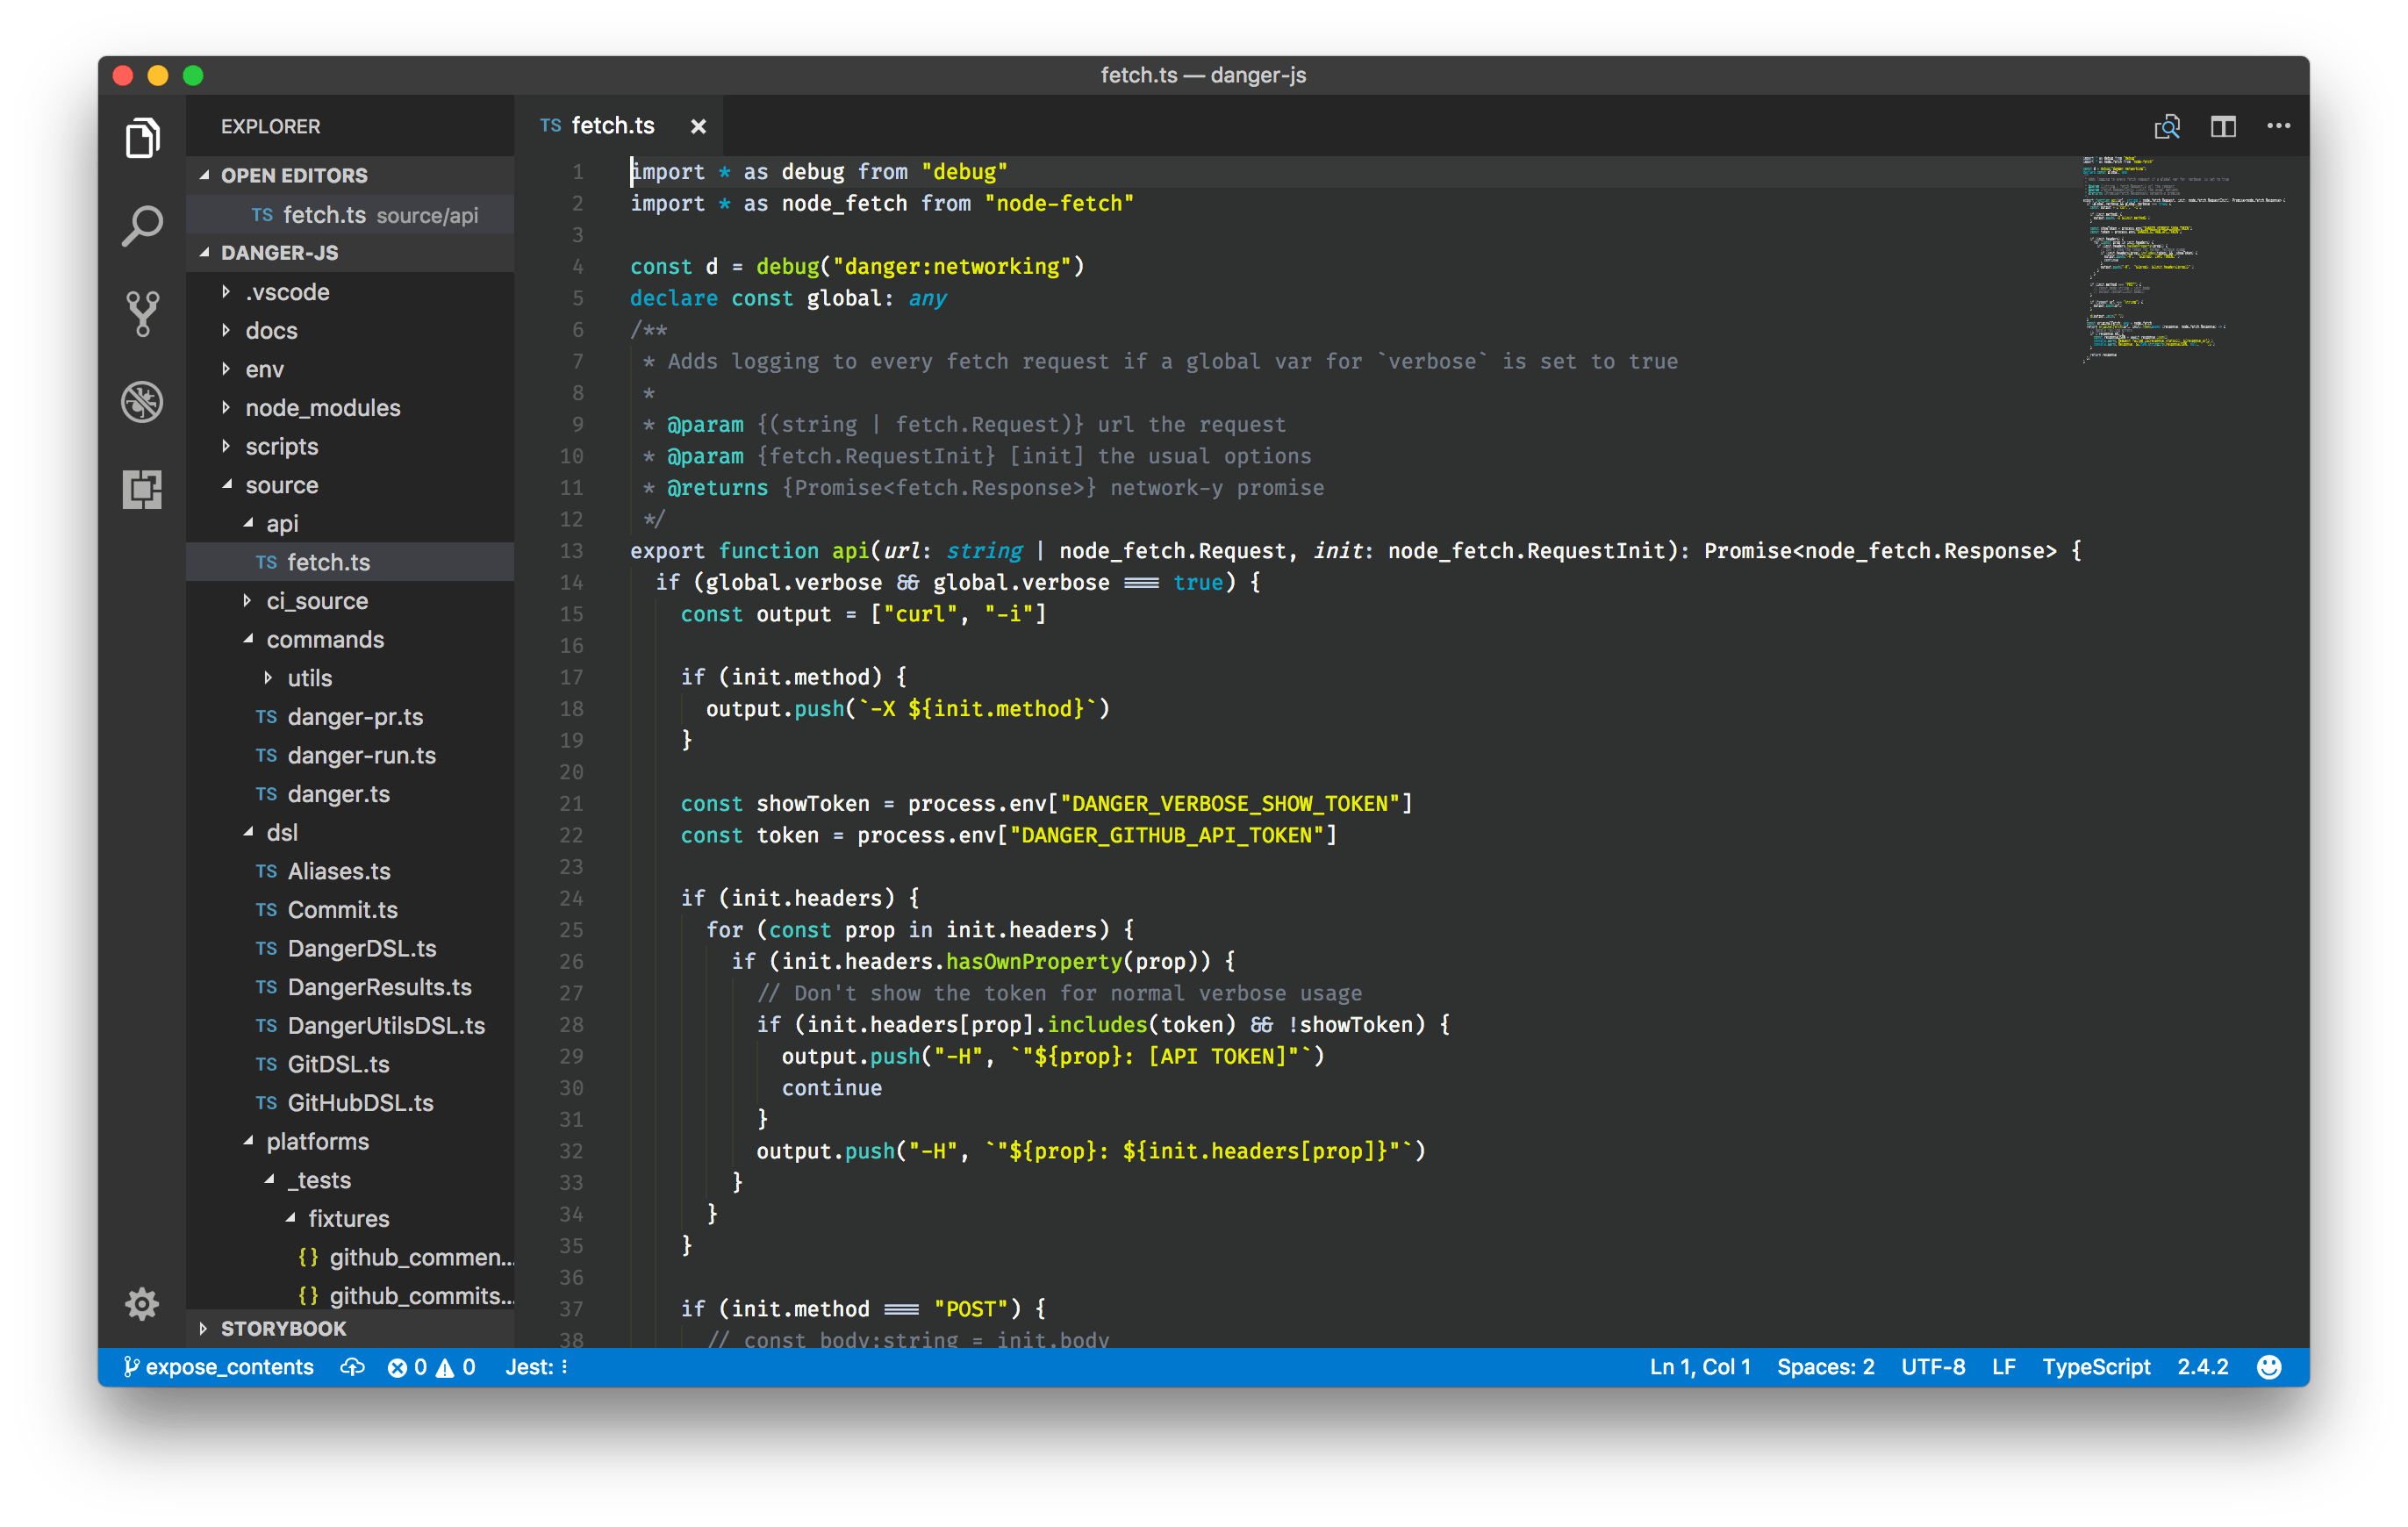 fetch.ts — danger-js
EXPLORER
OPEN EDITORS
TS fetch.ts source/api
DANGER-JS
.vscode
docs
env
node_modules
scripts
source
api
TS fetch.ts
ci_source
commands
utils
TS danger-pr.ts
TS danger-run.ts
TS danger.ts
dsl
TS Aliases.ts
TS Commit.ts
TS DangerDSL.ts
TS DangerResults.ts
TS DangerUtilsDSL.ts
TS GitDSL.ts
TS GitHubDSL.ts
platforms
_tests
fixtures
{} github_commen...
{} github_commits...
STORYBOOK
TS fetch.ts ×
1 import * as debug from "debug"
2 import * as node_fetch from "node-fetch"
3
4 const d = debug("danger:networking")
5 declare const global: any
6 /**
7 * Adds logging to every fetch request if a global var for `verbose` is set to true
8 *
9 * @param {(string | fetch.Request)} url the request
10 * @param {fetch.RequestInit} [init] the usual options
11 * @returns {Promise<fetch.Response>} network-y promise
12 */
13 export function api(url: string | node_fetch.Request, init: node_fetch.RequestInit): Promise<node_fetch.Response> {
14 if (global.verbose && global.verbose === true) {
15 const output = ["curl", "-i"]
16
17 if (init.method) {
18 output.push(`-X ${init.method}`)
19 }
20
21 const showToken = process.env["DANGER_VERBOSE_SHOW_TOKEN"]
22 const token = process.env["DANGER_GITHUB_API_TOKEN"]
23
24 if (init.headers) {
25 for (const prop in init.headers) {
26 if (init.headers.hasOwnProperty(prop)) {
27 // Don't show the token for normal verbose usage
28 if (init.headers[prop].includes(token) && !showToken) {
29 output.push("-H", `"${prop}: [API TOKEN]"`)
30 continue
31 }
32 output.push("-H", `"${prop}: ${init.headers[prop]}"`)
33 }
34 }
35 }
36
37 if (init.method === "POST") {
38 // const body:string = init.body
expose_contents 0 0 Jest:
Ln 1, Col 1 Spaces: 2 UTF-8 LF TypeScript 2.4.2